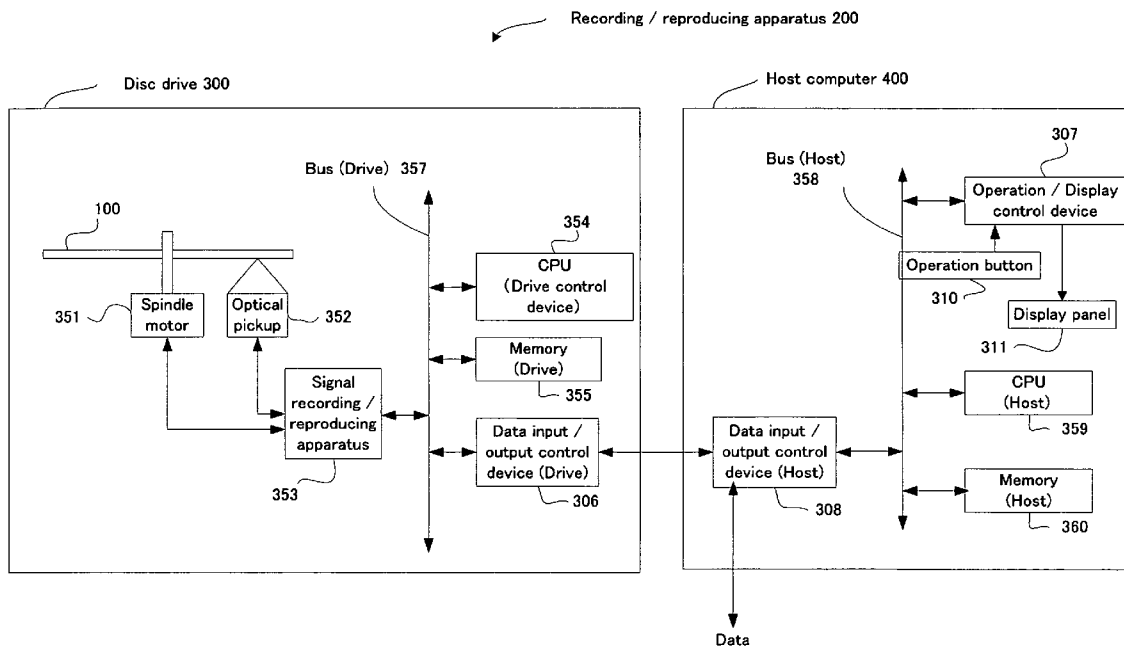 Recording / reproducing apparatus 200
Disc drive 300
Host computer 400
Bus (Drive) 357
100
351
Spindle
motor
Optical
pickup
352
Signal
recording /
reproducing
apparatus
353
354
CPU
(Drive control
device)
Memory
(Drive)
355
Data input /
output control
device (Drive)
306
Bus (Host)
358
307
Operation / Display
control device
Operation button
310
Display panel
311
CPU
(Host)
359
Data input /
output control
device (Host)
308
Memory
(Host)
360
Data